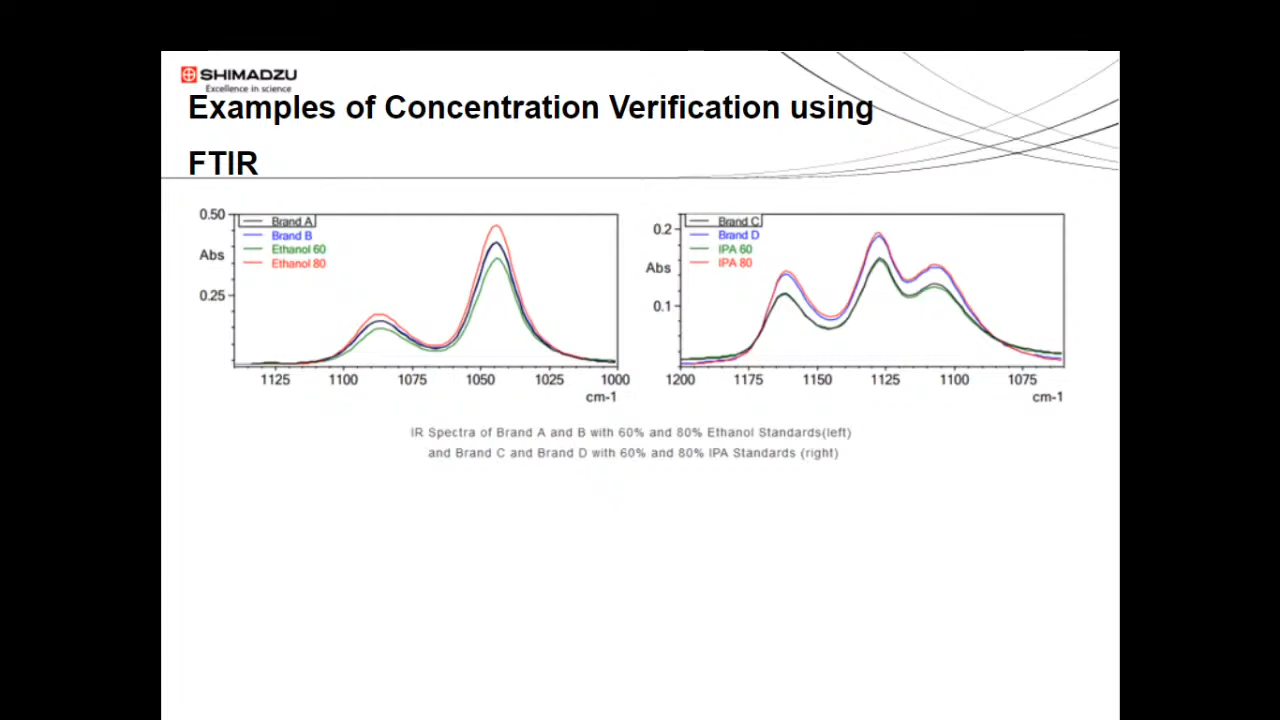 SHIMADZU
Excellence in science
Examples of Concentration Verification using
FTIR
0.50
Abs
0.25
Brand A
Brand B
Ethanol 60
Ethanol 80
1125 1100 1075 1050 1025 1000
cm-1
0.2
Abs
0.1
Brand C
Brand D
IPA 60
IPA 80
1200 1175 1150 1125 1100 1075
cm-1
IR Spectra of Brand A and B with 60% and 80% Ethanol Standards(left)
and Brand C and Brand D with 60% and 80% IPA Standards (right)